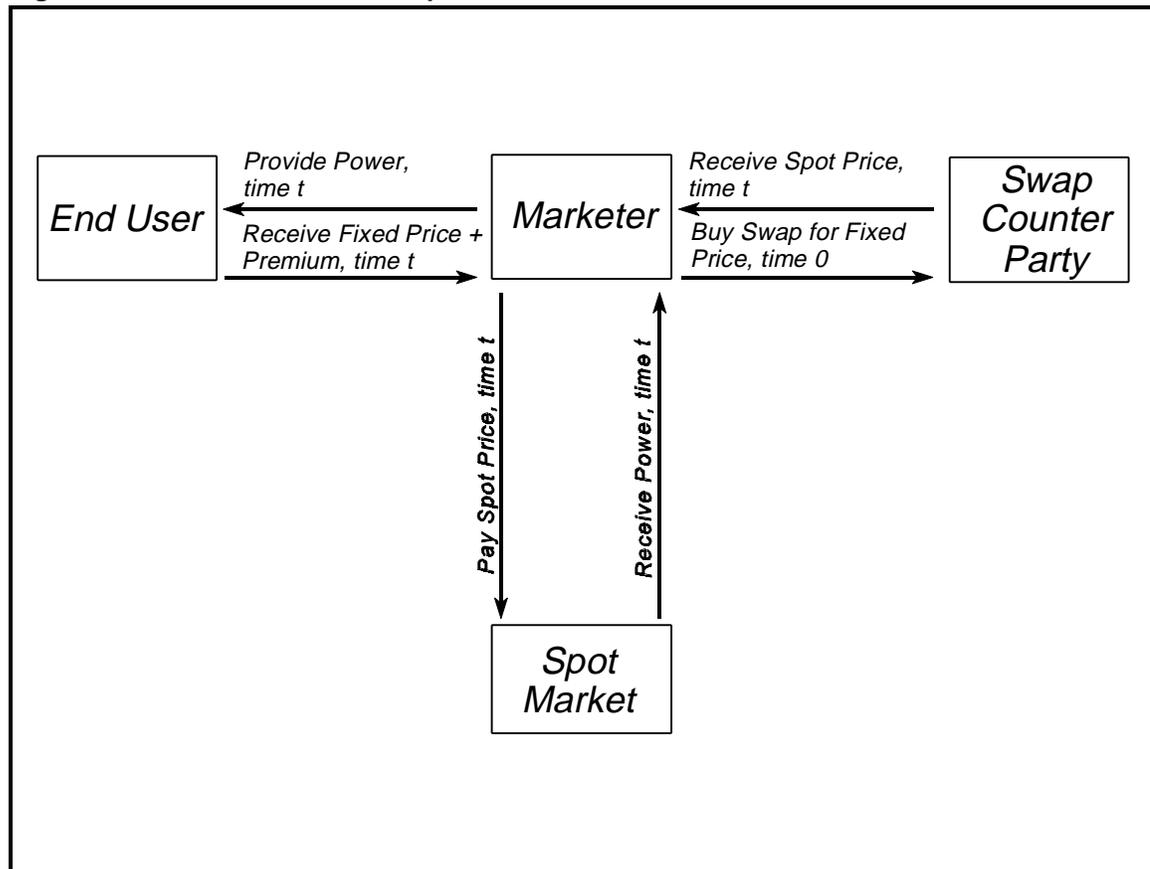 End User
Provide Power,
time t
Receive Fixed Price +
Premium, time t
Marketer
Receive Spot Price,
time t
Buy Swap for Fixed
Price, time 0
Swap
Counter
Party
Pay Spot Price, time t
Receive Power, time t
Spot
Market